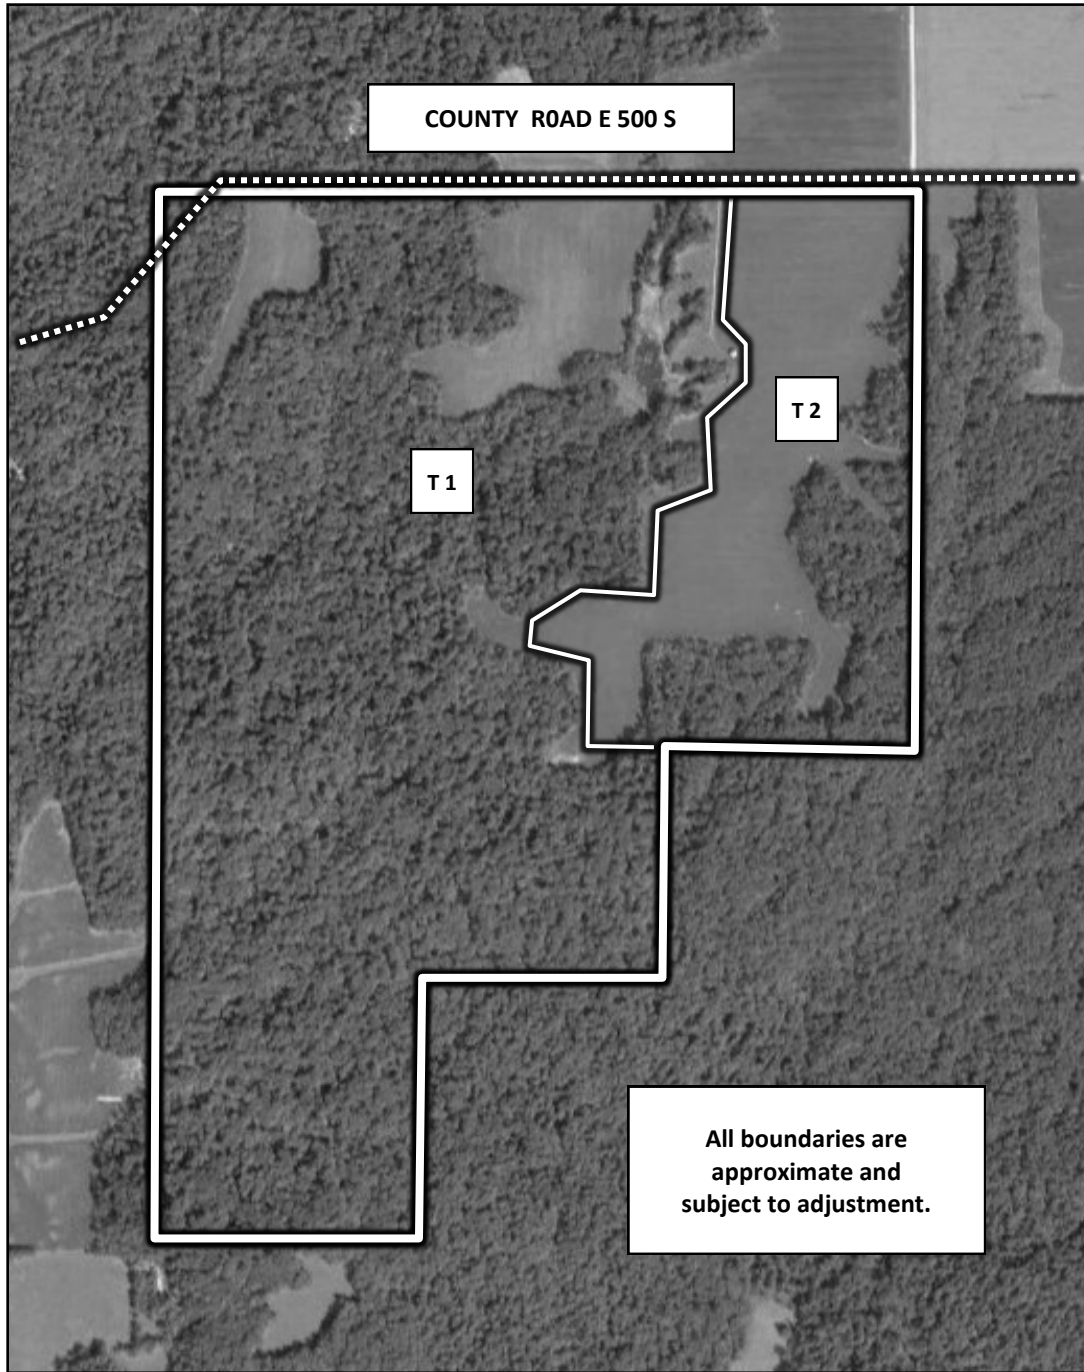 COUNTY R0AD E 500 S
T 2
T 1
All boundaries are
approximate and
subject to adjustment.